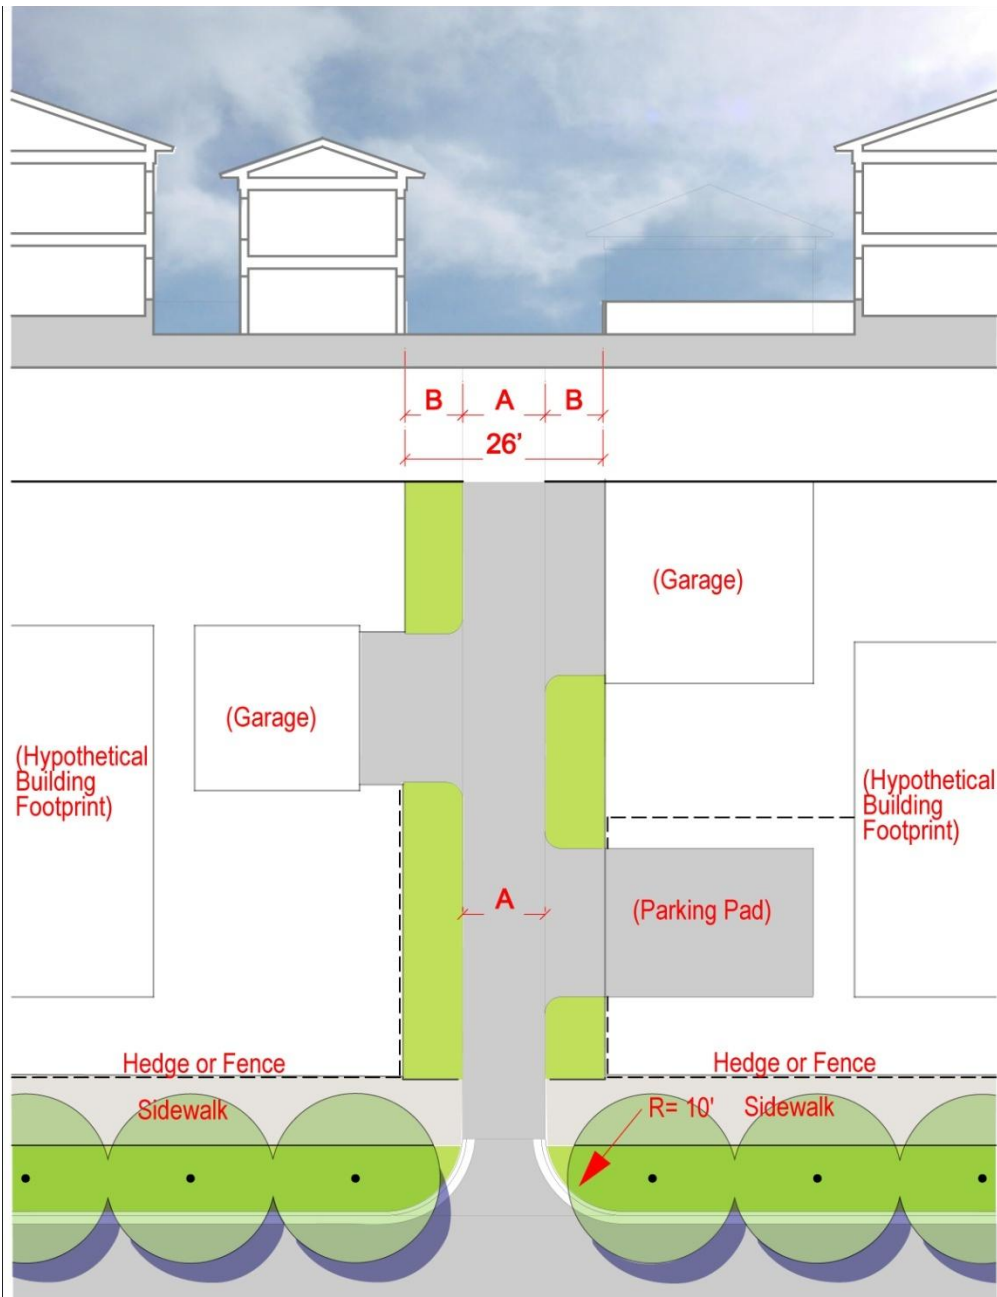 B
A
B
26’
(Garage)
(Garage)
(Hypothetical
Building
Footprint)
(Hypothetical
Building
Footprint)
A
(Parking Pad)
Hedge or Fence
Hedge or Fence
Sidewalk
R= 10'
Sidewalk